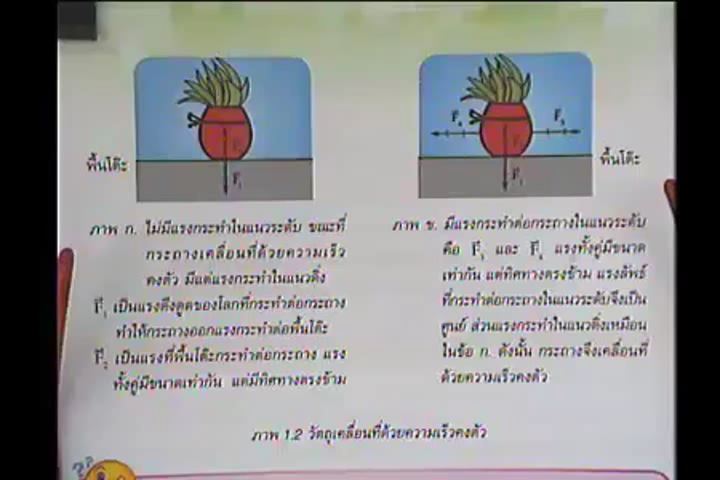 พื้นโต๊ะ
F₁
F₄
F₃
F₁
พื้นโต๊ะ
ภาพ ก. ไม่มีแรงกระทำในแนวระดับ ขณะที่
กระถางเคลื่อนที่ด้วยความเร็ว
คงตัว มีแต่แรงกระทำในแนวดิ่ง
F₁ เป็นแรงดึงดูดของโลกที่กระทำต่อกระถาง
ทำให้กระถางออกแรงกระทำต่อพื้นโต๊ะ
F₂ เป็นแรงที่พื้นโต๊ะกระทำต่อกระถาง แรง
ทั้งคู่มีขนาดเท่ากัน แต่มีทิศทางตรงข้าม
ภาพ ข. มีแรงกระทำต่อกระถางในแนวระดับ
คือ F₃ และ F₄ แรงทั้งคู่มีขนาด
เท่ากัน แต่ทิศทางตรงข้าม แรงลัพธ์
ที่กระทำต่อกระถางในแนวระดับจึงเป็น
ศูนย์ ส่วนแรงกระทำในแนวดิ่งเหมือน
ในข้อ ก. ดังนั้น กระถางจึงเคลื่อนที่
ด้วยความเร็วคงตัว
ภาพ 1.2 วัตถุเคลื่อนที่ด้วยความเร็วคงตัว